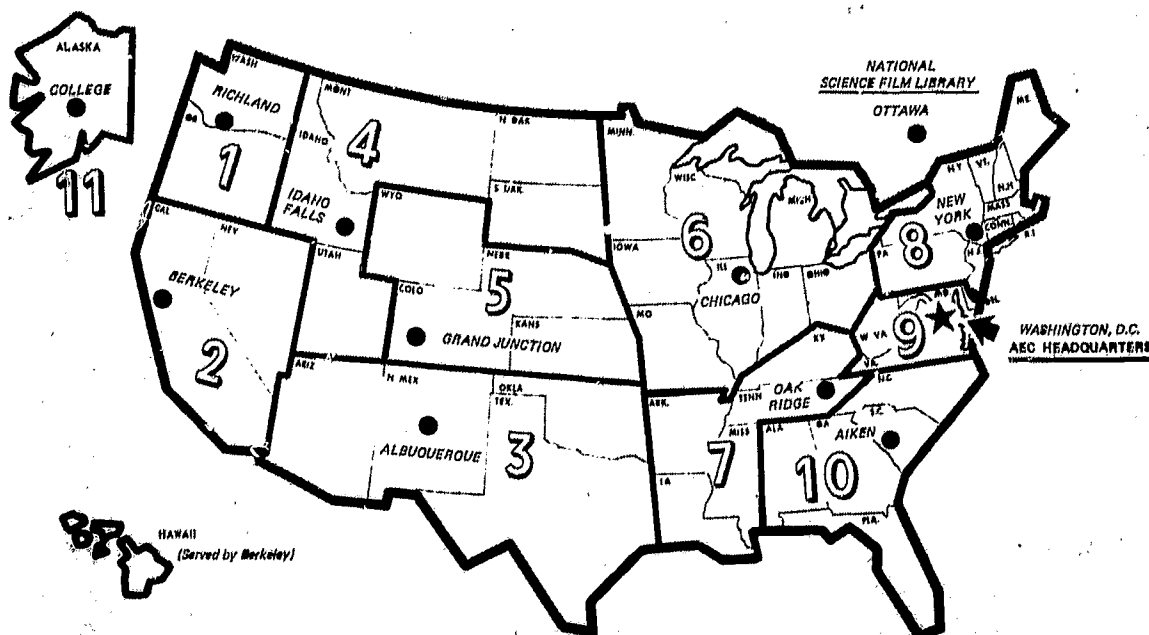 ALASKA
COLLEGE
11
WASH
RICHLAND
1
MONT
IDAHO
4
IDAHO
FALLS
N DAK
S DAK
WYO
UTAH
CAL
NEV
BERKELEY
2
NEBR
COLO
5
KANS
GRAND JUNCTION
ARIZ
N MEX
OKLA
TEX.
ALBUQUERQUE
3
MINN.
WISC
MICH
IOWA
6
ILL
IND
OHIO
CHICAGO
MO
KY
ARK.
TENN
OAK
RIDGE
MISS
LA
7
ALA
GA
N.C.
S.C.
AIKEN
10
FLA.
NATIONAL
SCIENCE FILM LIBRARY
OTTAWA
ME.
N.Y.
VT.
N.H
MASS
CONN.
R I
NEW
YORK
N J
8
PA
MD
DEL
9
W VA
VA.
WASHINGTON, D.C.
AEC HEADQUARTERS
HAWAII
(Served by Berkeley)